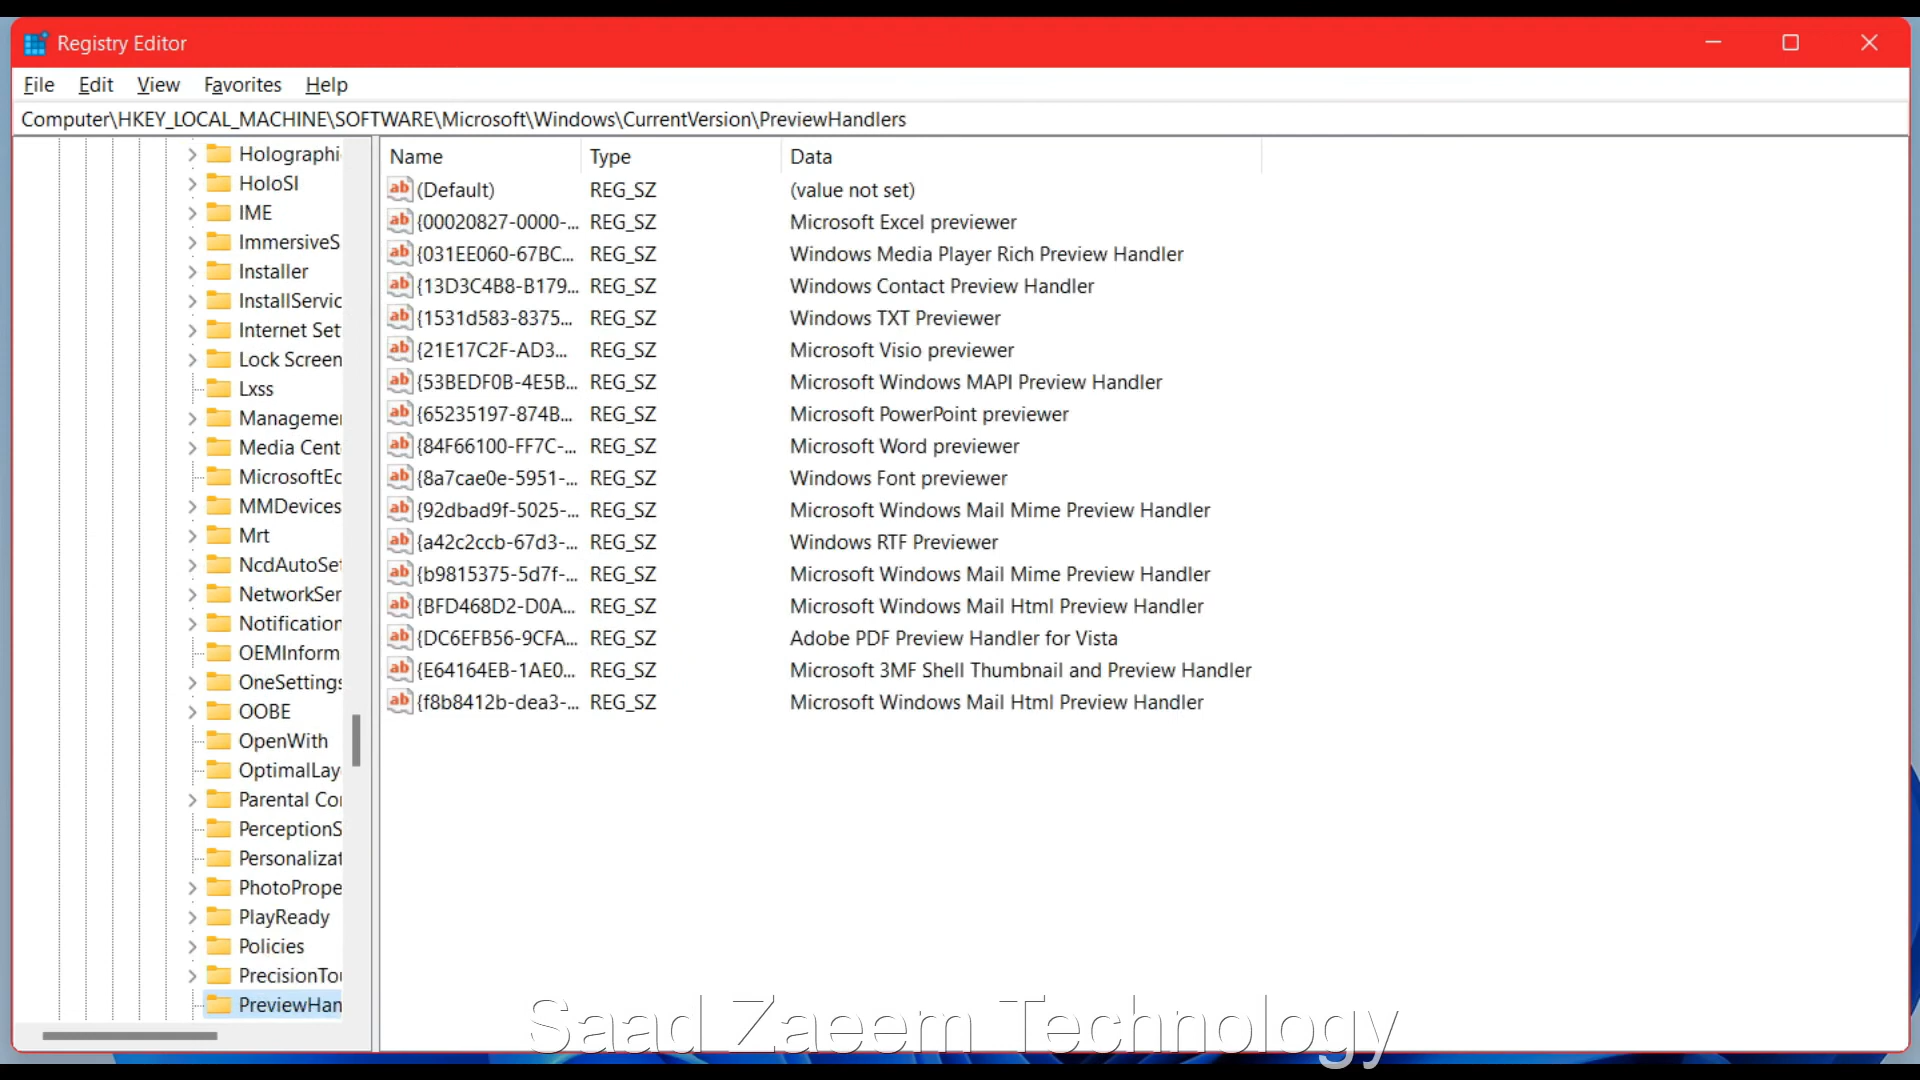 Registry Editor
File Edit View Favorites Help
Computer\HKEY_LOCAL_MACHINE\SOFTWARE\Microsoft\Windows\CurrentVersion\PreviewHandlers
Holographi
HoloSI
IME
ImmersiveS
Installer
InstallServic
Internet Set
Lock Screen
Lxss
Managemen
Media Cent
MicrosoftEc
MMDevices
Mrt
NcdAutoSet
NetworkSer
Notification
OEMInform
OneSettings
OOBE
OpenWith
OptimalLay
Parental Cor
PerceptionS
Personalizat
PhotoPrope
PlayReady
Policies
PrecisionTou
PreviewHan
Name Type Data
(Default) REG_SZ (value not set)
{00020827-0000-... REG_SZ Microsoft Excel previewer
{031EE060-67BC... REG_SZ Windows Media Player Rich Preview Handler
{13D3C4B8-B179... REG_SZ Windows Contact Preview Handler
{1531d583-8375... REG_SZ Windows TXT Previewer
{21E17C2F-AD3... REG_SZ Microsoft Visio previewer
{53BEDF0B-4E5B... REG_SZ Microsoft Windows MAPI Preview Handler
{65235197-874B... REG_SZ Microsoft PowerPoint previewer
{84F66100-FF7C-... REG_SZ Microsoft Word previewer
{8a7cae0e-5951-... REG_SZ Windows Font previewer
{92dbad9f-5025-... REG_SZ Microsoft Windows Mail Mime Preview Handler
{a42c2ccb-67d3-... REG_SZ Windows RTF Previewer
{b9815375-5d7f-... REG_SZ Microsoft Windows Mail Mime Preview Handler
{BFD468D2-D0A... REG_SZ Microsoft Windows Mail Html Preview Handler
{DC6EFB56-9CFA... REG_SZ Adobe PDF Preview Handler for Vista
{E64164EB-1AE0... REG_SZ Microsoft 3MF Shell Thumbnail and Preview Handler
{f8b8412b-dea3-... REG_SZ Microsoft Windows Mail Html Preview Handler
Saad Zaeem Technology